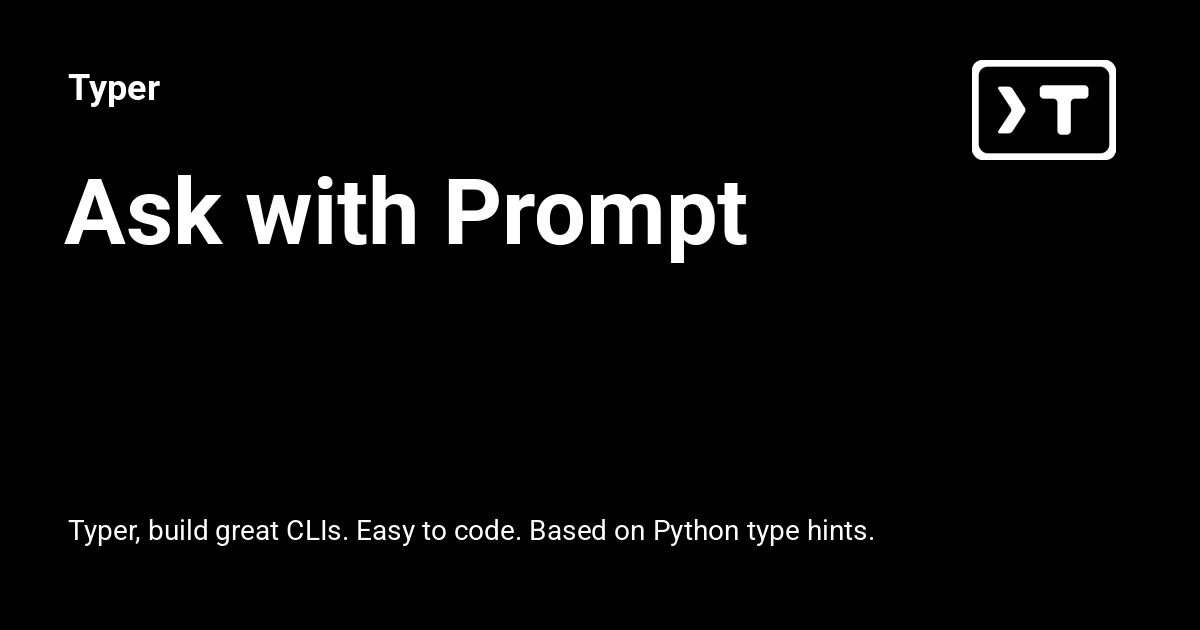 Typer
❯T
Ask with Prompt
Typer, build great CLIs. Easy to code. Based on Python type hints.